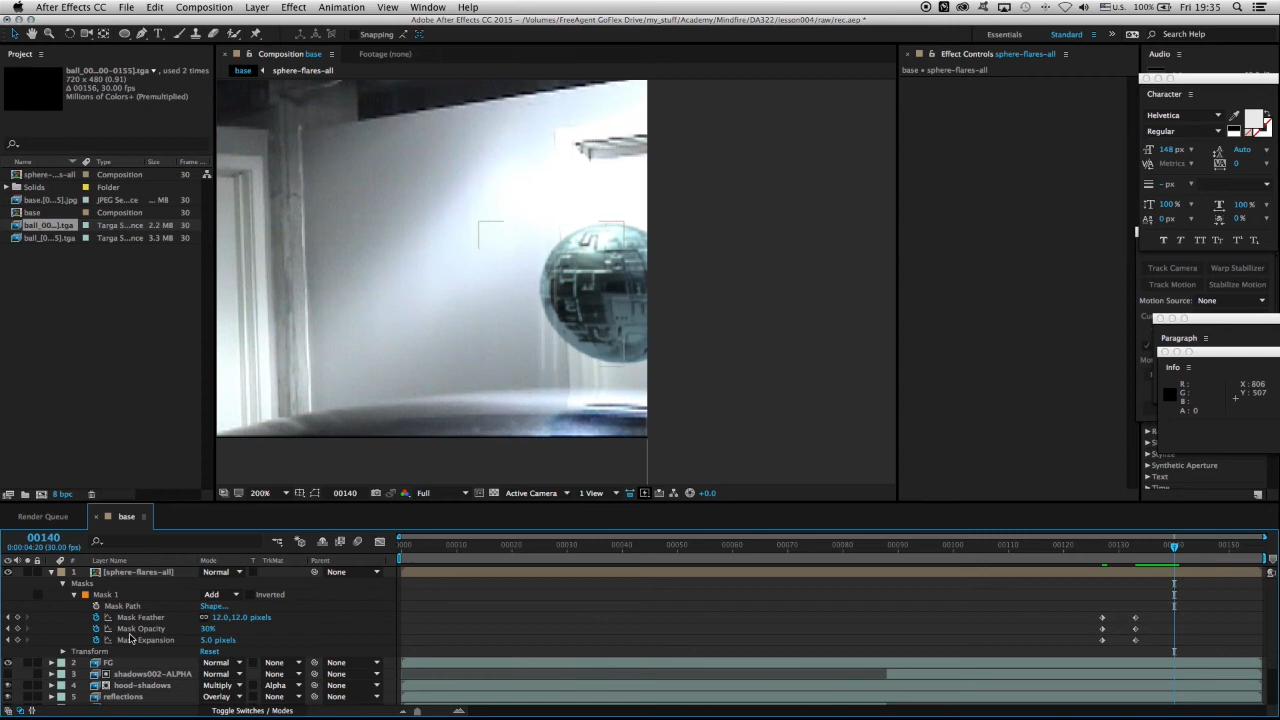 After Effects CC File Edit Composition Layer Effect Animation View Window Help U.S. 100% Fri 19:35
Adobe After Effects CC 2015 - /Volumes/FreeAgent GoFlex Drive/my_stuff/Academy/Mindfire/DA322/lesson004/raw/rec.aep *
Snapping Essentials Standard Search Help
Project Composition base Footage (none) Effect Controls sphere-flares-all Audio
base sphere-flares-all
base • sphere-flares-all
ball_00...0-0155].tga , used 2 times
720 x 480 (0.91)
Δ 00156, 30.00 fps
Millions of Colors+ (Premultiplied)
Name Type Size Frame ...
sphere-...s-all Composition 30
Solids Folder
base.[0...5].jpg JPEG Se...ce ... MB 30
base Composition 30
ball_00...].tga Targa S...nce 2.2 MB 30
ball_[0...5].tga Targa S...nce 3.3 MB 30
8 bpc
200% 00140 Full Active Camera 1 View +0.0
Character
Helvetica
Regular
148 px Auto
Metrics 0
- px
100% 100%
0 px 0%
T T TT Tr T T
Track Camera Warp Stabilizer
Track Motion Stabilize Motion
Motion Source: None
Paragraph
Info
R : X : 806
G : Y : 507
B :
A : 0
Synthetic Aperture
Text
Time
Render Queue base
00140
0:00:04:20 (30.00 fps)
0000 00010 00020 00030 00040 00050 00060 00070 00080 00090 00100 00110 00120 00130 00140 00150
# Layer Name Mode T TrkMat Parent
1 [sphere-flares-all] Normal None
Masks
Mask 1 Add Inverted
Mask Path Shape...
Mask Feather 12.0,12.0 pixels
Mask Opacity 30%
Mask Expansion 5.0 pixels
Transform Reset
2 FG Normal None None
3 shadows002-ALPHA Normal None None
4 hood-shadows Multiply Alpha None
5 reflections Overlay None None
Toggle Switches / Modes